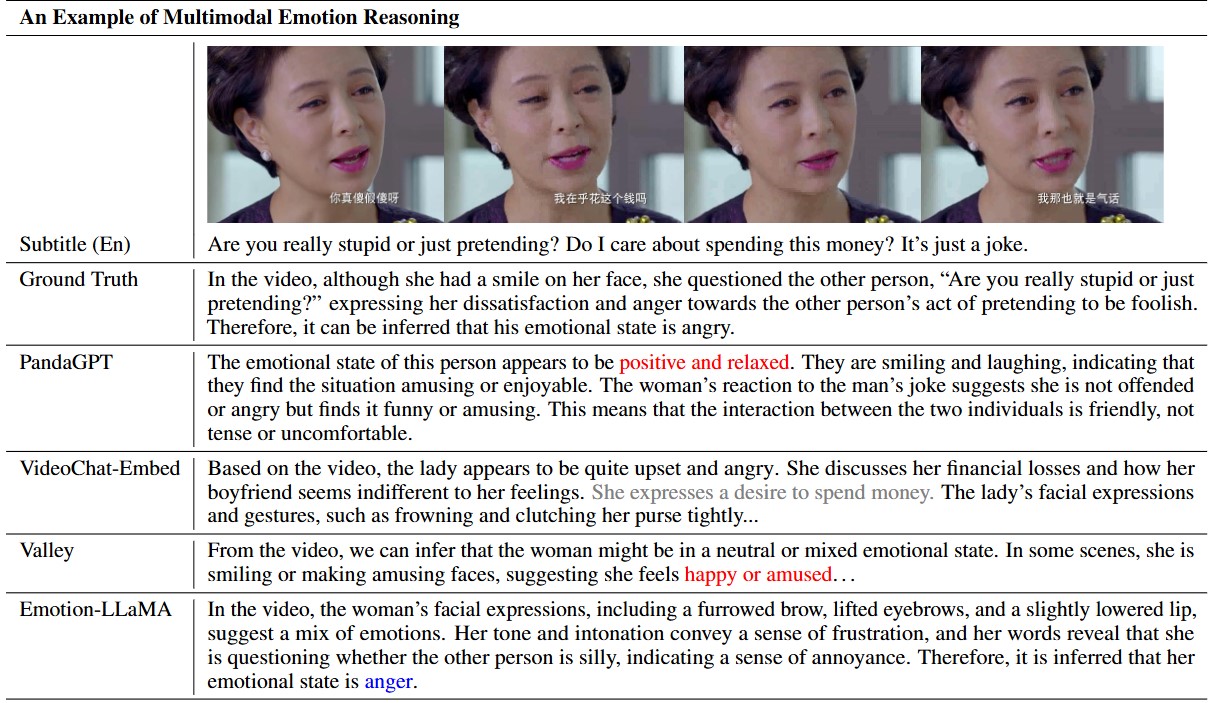 An Example of Multimodal Emotion Reasoning
你真傻假傻呀
我在乎花这个钱吗
我那也就是气话
Subtitle (En)
Are you really stupid or just pretending? Do I care about spending this money? It’s just a joke.
Ground Truth
In the video, although she had a smile on her face, she questioned the other person, “Are you really stupid or just
pretending?” expressing her dissatisfaction and anger towards the other person’s act of pretending to be foolish.
Therefore, it can be inferred that his emotional state is angry.
PandaGPT
The emotional state of this person appears to be positive and relaxed. They are smiling and laughing, indicating that
they find the situation amusing or enjoyable. The woman’s reaction to the man’s joke suggests she is not offended
or angry but finds it funny or amusing. This means that the interaction between the two individuals is friendly, not
tense or uncomfortable.
VideoChat-Embed
Based on the video, the lady appears to be quite upset and angry. She discusses her financial losses and how her
boyfriend seems indifferent to her feelings. She expresses a desire to spend money. The lady’s facial expressions
and gestures, such as frowning and clutching her purse tightly...
Valley
From the video, we can infer that the woman might be in a neutral or mixed emotional state. In some scenes, she is
smiling or making amusing faces, suggesting she feels happy or amused…
Emotion-LLaMA
In the video, the woman’s facial expressions, including a furrowed brow, lifted eyebrows, and a slightly lowered lip,
suggest a mix of emotions. Her tone and intonation convey a sense of frustration, and her words reveal that she
is questioning whether the other person is silly, indicating a sense of annoyance. Therefore, it is inferred that her
emotional state is anger.